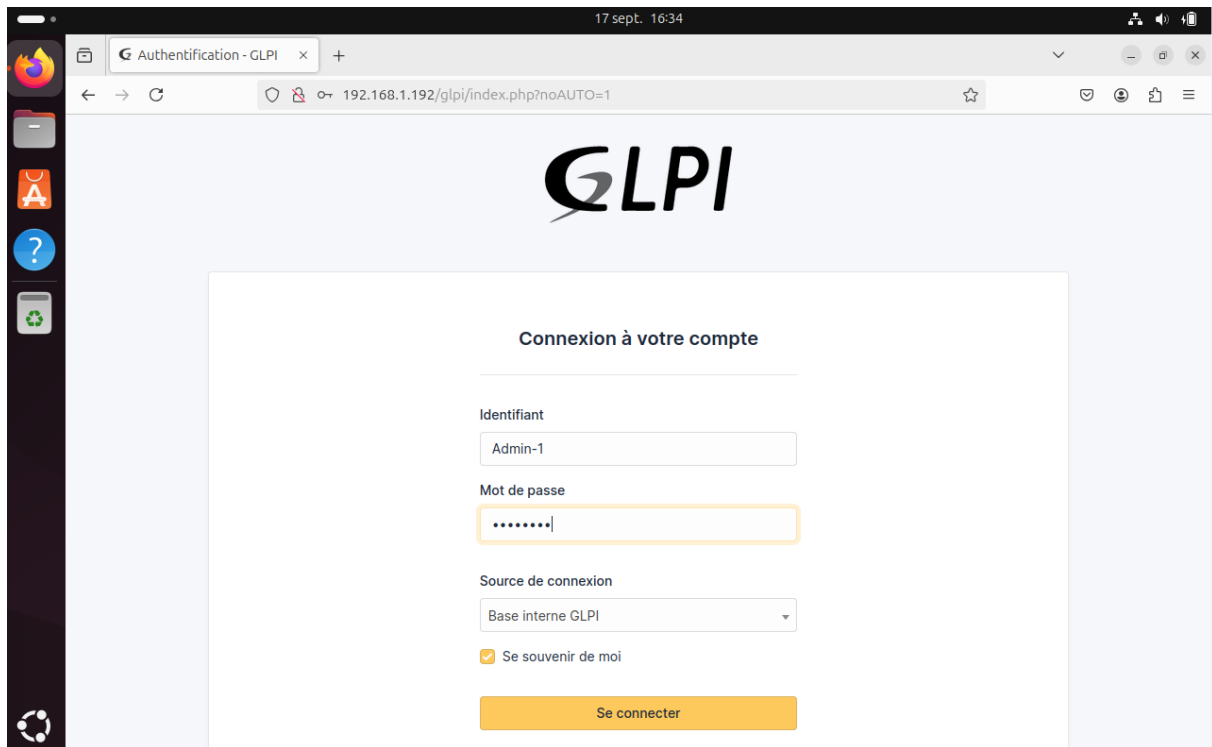 17 sept. 16:34
Authentification - GLPI
192.168.1.192/glpi/index.php?noAUTO=1
GLPI
Connexion à votre compte
Identifiant
Admin-1
Mot de passe
••••••••
Source de connexion
Base interne GLPI
Se souvenir de moi
Se connecter